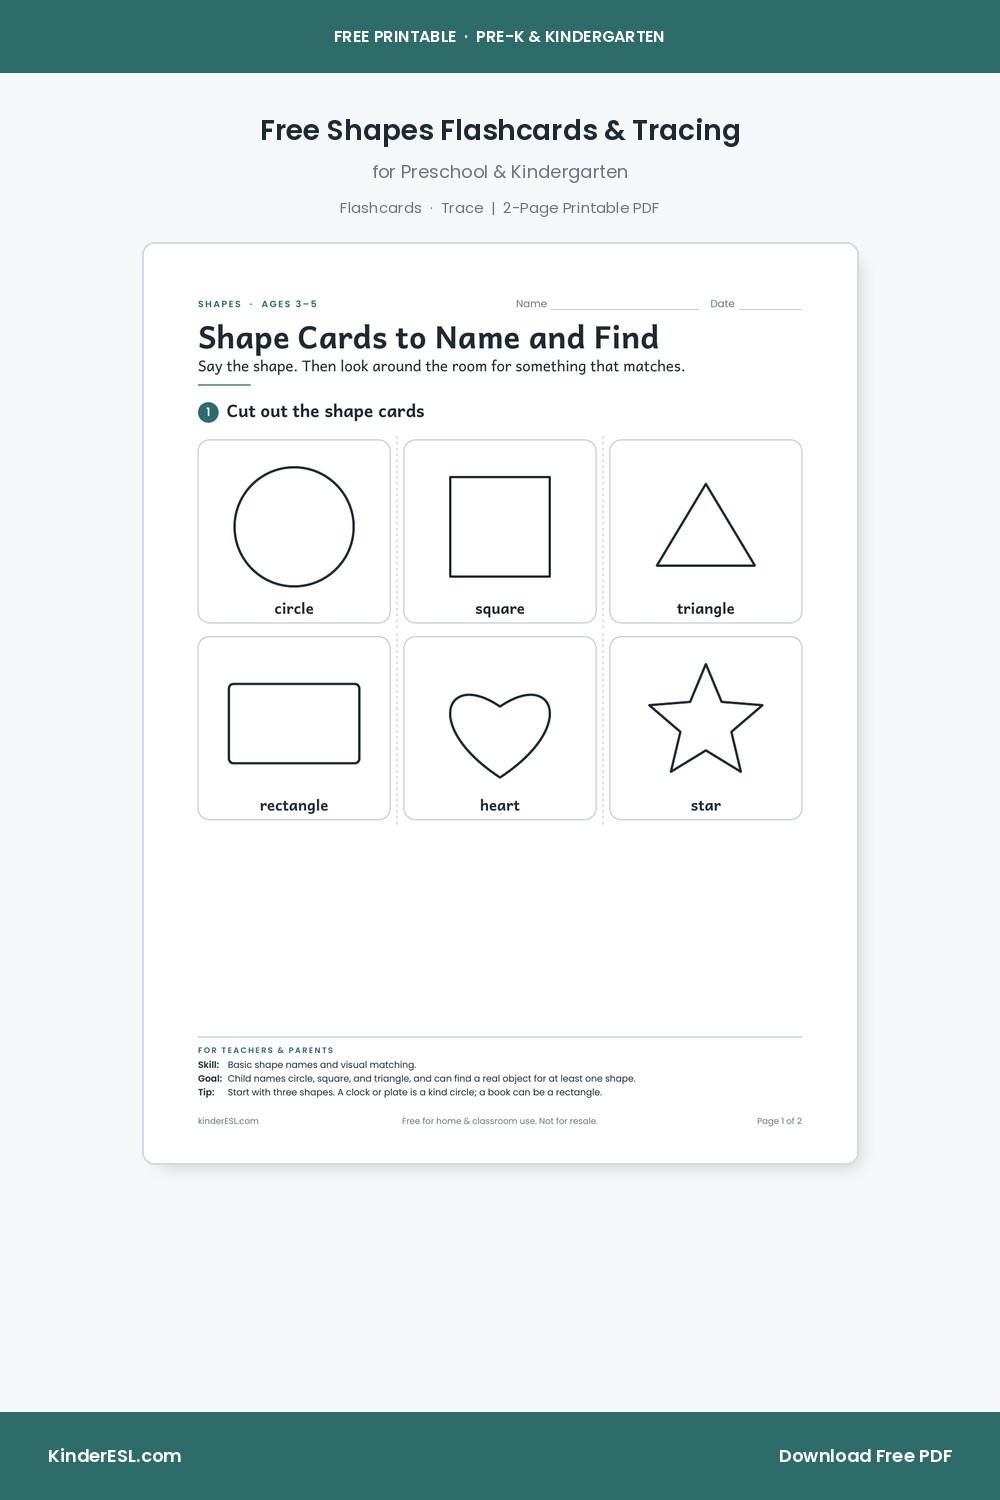 FREE PRINTABLE · PRE-K & KINDERGARTEN
Free Shapes Flashcards & Tracing
for Preschool & Kindergarten
Flashcards · Trace | 2-Page Printable PDF
SHAPES · AGES 3–5 Name Date
Shape Cards to Name and Find
Say the shape. Then look around the room for something that matches.
1 Cut out the shape cards
circle square triangle
rectangle heart star
FOR TEACHERS & PARENTS
Skill: Basic shape names and visual matching.
Goal: Child names circle, square, and triangle, and can find a real object for at least one shape.
Tip: Start with three shapes. A clock or plate is a kind circle; a book can be a rectangle.
kinderESL.com Free for home & classroom use. Not for resale. Page 1 of 2
KinderESL.com Download Free PDF